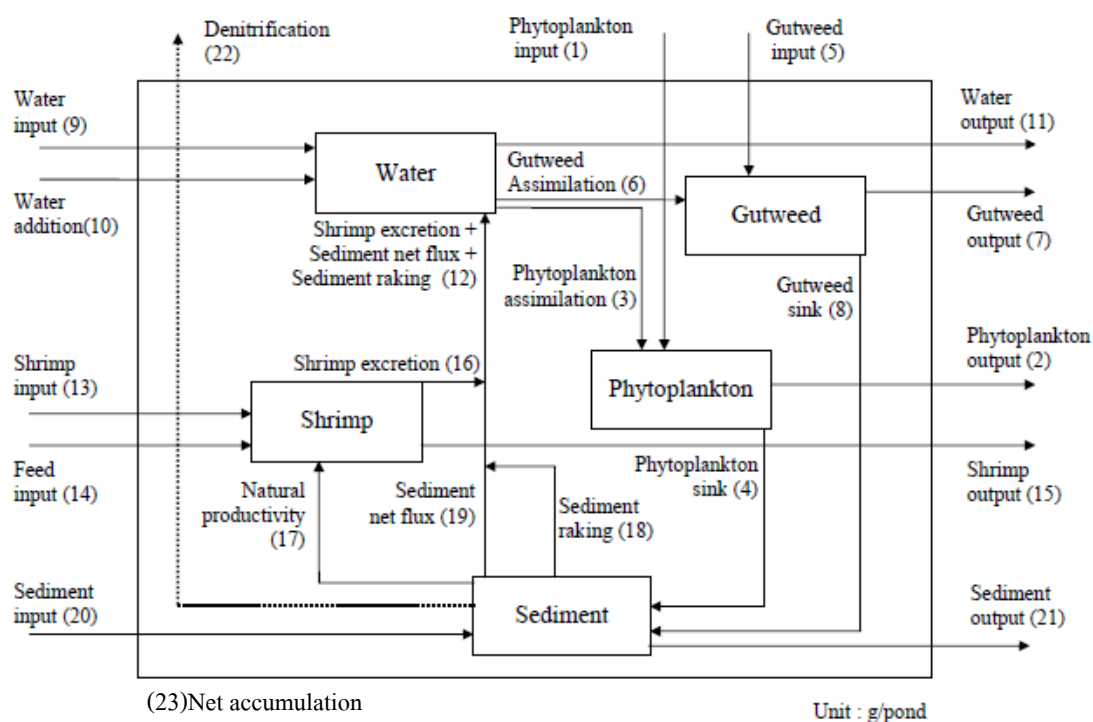 Denitrification
(22)
Phytoplankton
input (1)
Gutweed
input (5)
Water
input (9)
Water
output (11)
Water
Gutweed
Assimilation (6)
Gutweed
Water
addition(10)
Gutweed
output (7)
Shrimp excretion +
Sediment net flux +
Sediment raking (12)
Phytoplankton
assimilation (3)
Gutweed
sink (8)
Shrimp
input (13)
Shrimp excretion (16)
Phytoplankton
output (2)
Shrimp
Phytoplankton
Feed
input (14)
Natural
productivity
(17)
Sediment
net flux (19)
Sediment
raking (18)
Phytoplankton
sink (4)
Shrimp
output (15)
Sediment
input (20)
Sediment
Sediment
output (21)
(23)Net accumulation
Unit : g/pond